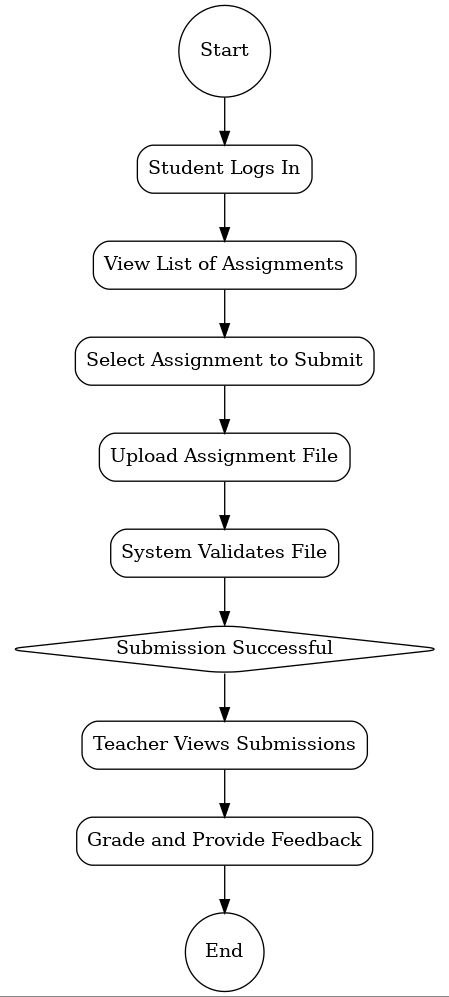 Start
Student Logs In
View List of Assignments
Select Assignment to Submit
Upload Assignment File
System Validates File
Submission Successful
Teacher Views Submissions
Grade and Provide Feedback
End